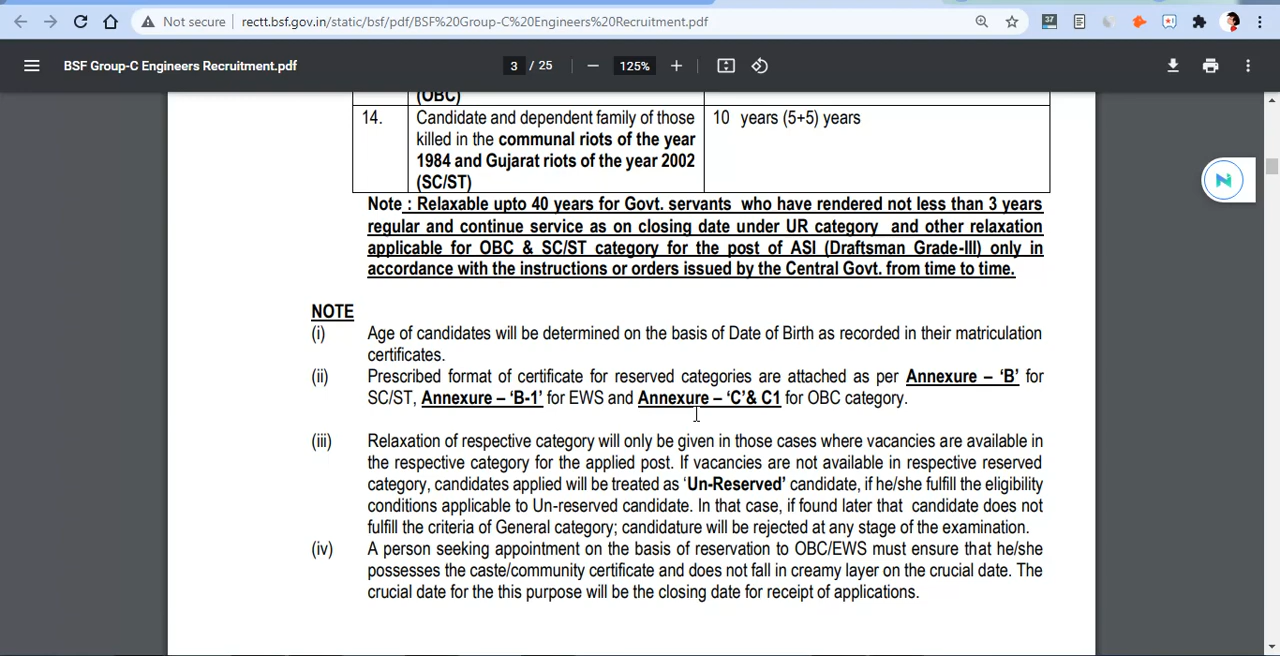 Not secure | rectt.bsf.gov.in/static/bsf/pdf/BSF%20Group-C%20Engineers%20Recruitment.pdf
37
BSF Group-C Engineers Recruitment.pdf
3 / 25
125%
(OBC)
14. Candidate and dependent family of those 10 years (5+5) years
killed in the communal riots of the year
1984 and Gujarat riots of the year 2002
(SC/ST)
Note : Relaxable upto 40 years for Govt. servants who have rendered not less than 3 years
regular and continue service as on closing date under UR category and other relaxation
applicable for OBC & SC/ST category for the post of ASI (Draftsman Grade-III) only in
accordance with the instructions or orders issued by the Central Govt. from time to time.
NOTE
(i) Age of candidates will be determined on the basis of Date of Birth as recorded in their matriculation
certificates.
(ii) Prescribed format of certificate for reserved categories are attached as per Annexure – ‘B’ for
SC/ST, Annexure – ‘B-1’ for EWS and Annexure – ‘C’& C1 for OBC category.
(iii) Relaxation of respective category will only be given in those cases where vacancies are available in
the respective category for the applied post. If vacancies are not available in respective reserved
category, candidates applied will be treated as ‘Un-Reserved’ candidate, if he/she fulfill the eligibility
conditions applicable to Un-reserved candidate. In that case, if found later that candidate does not
fulfill the criteria of General category; candidature will be rejected at any stage of the examination.
(iv) A person seeking appointment on the basis of reservation to OBC/EWS must ensure that he/she
possesses the caste/community certificate and does not fall in creamy layer on the crucial date. The
crucial date for the this purpose will be the closing date for receipt of applications.